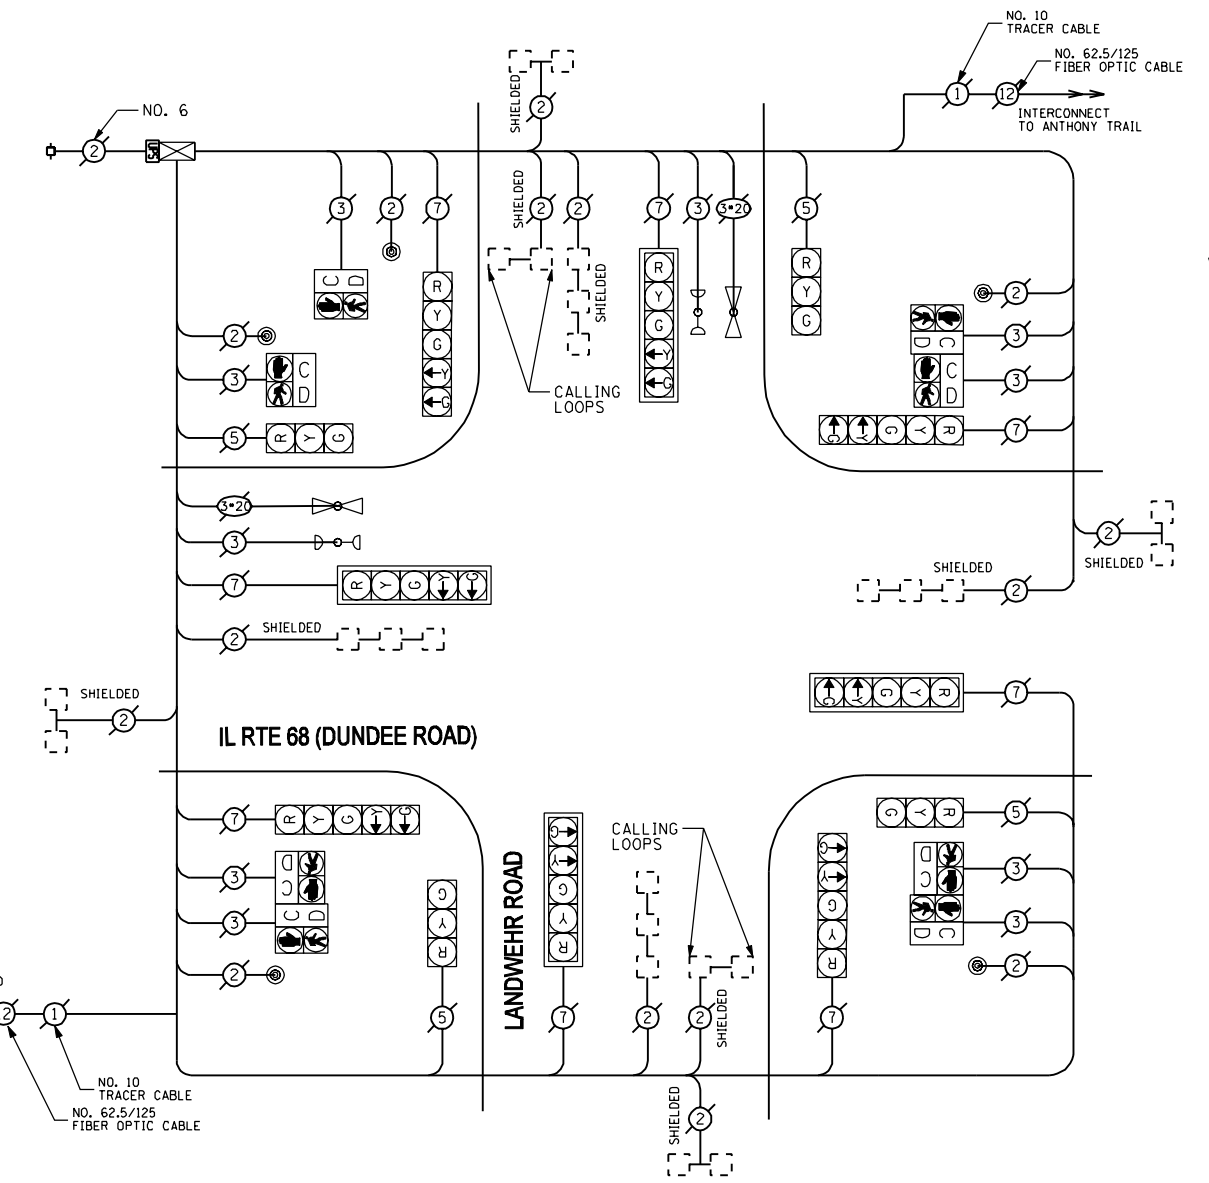 NO. 10
TRACER CABLE
NO. 62.5/125
FIBER OPTIC CABLE
1
12
INTERCONNECT
TO ANTHONY TRAIL
NO. 6
2
UPS
SHIELDED
2
3
2
7
SHIELDED
2
2
7
3
3*20
5
C D
R
Y
G
Y
G
SHIELDED
R
Y
G
Y
G
R
Y
G
CALLING
LOOPS
2
3
C
D
5
R Y G
2
3
C
D
3
C
D
7
G Y G Y R
3*20
3
7
R Y G Y G
2
SHIELDED
SHIELDED
2
2
SHIELDED
SHIELDED
2
IL RTE 68 (DUNDEE ROAD)
7
G Y G Y R
7
R Y G Y G
3
D
C
3
C D
2
G
Y
R
5
LANDWEHR ROAD
G
Y
G
Y
R
7
CALLING
LOOPS
2
2
SHIELDED
G
Y
G
Y
R
7
5
G Y R
3
D
C
3
C
D
2
2
1
NO. 10
TRACER CABLE
NO. 62.5/125
FIBER OPTIC CABLE
SHIELDED
2